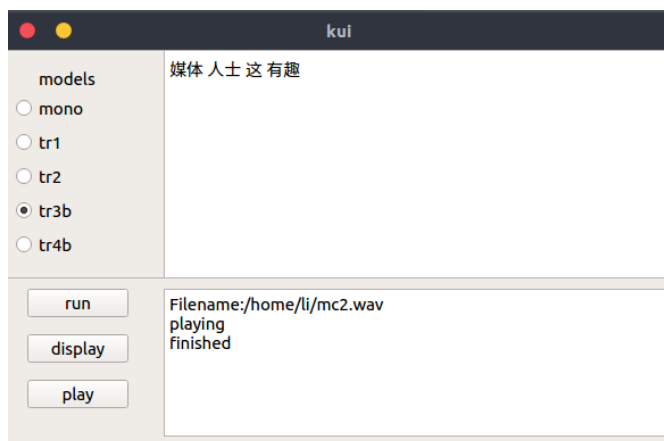 kui
models
mono
tr1
tr2
tr3b
tr4b
媒体 人士 这 有趣
run
display
play
Filename:/home/li/mc2.wav
playing
finished